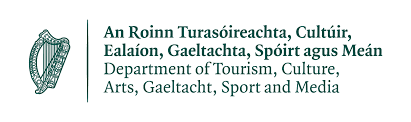 An Roinn Turasóireachta, Cultúir,
Ealaíon, Gaeltachta, Spóirt agus Meán
Department of Tourism, Culture,
Arts, Gaeltacht, Sport and Media